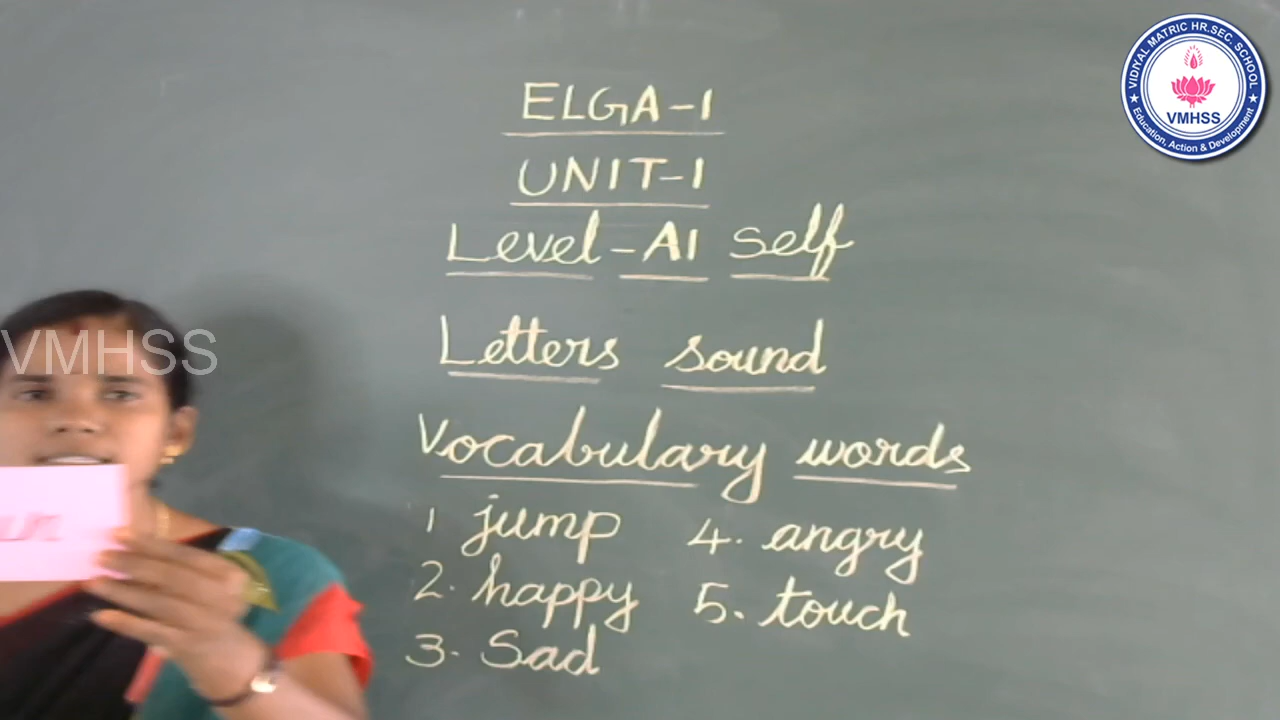 ELGA-1
UNIT-1
Level-A1 self
Letters sound
Vocabulary words
1 jump 4. angry
2. happy 5. touch
3. Sad
VMHSS
VIDIYAL MATRIC HR.SEC. SCHOOL
VMHSS
Education, Action & Development